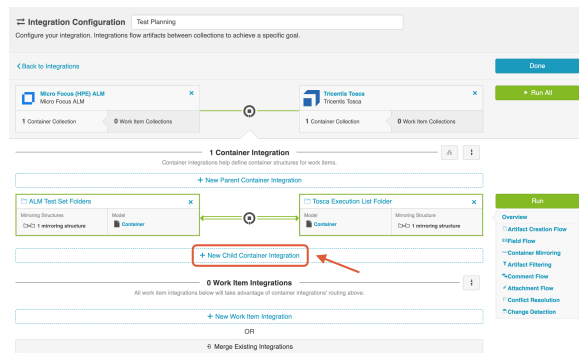 Integration Configuration Test Planning
Configure your integration. Integrations flow artifacts between collections to achieve a specific goal.
Back to Integrations
Done
Micro Focus (HPE) ALM
Micro Focus ALM
Tricentis Tosca
Tricentis Tosca
Run All
1 Container Collection 0 Work Item Collections
1 Container Collection 0 Work Item Collections
1 Container Integration
Container integrations help define container structures for work items.
+ New Parent Container Integration
ALM Test Set Folders
Tosca Execution List Folder
Run
Mirroring Structures Model
1 mirroring structure Container
Model Mirroring Structure
Container 1 mirroring structure
Overview
Artifact Creation Flow
Field Flow
Container Mirroring
Artifact Filtering
Comment Flow
Attachment Flow
Conflict Resolution
Change Detection
+ New Child Container Integration
0 Work Item Integrations
All work item integrations below will take advantage of container integrations' routing above.
+ New Work Item Integration
OR
Merge Existing Integrations